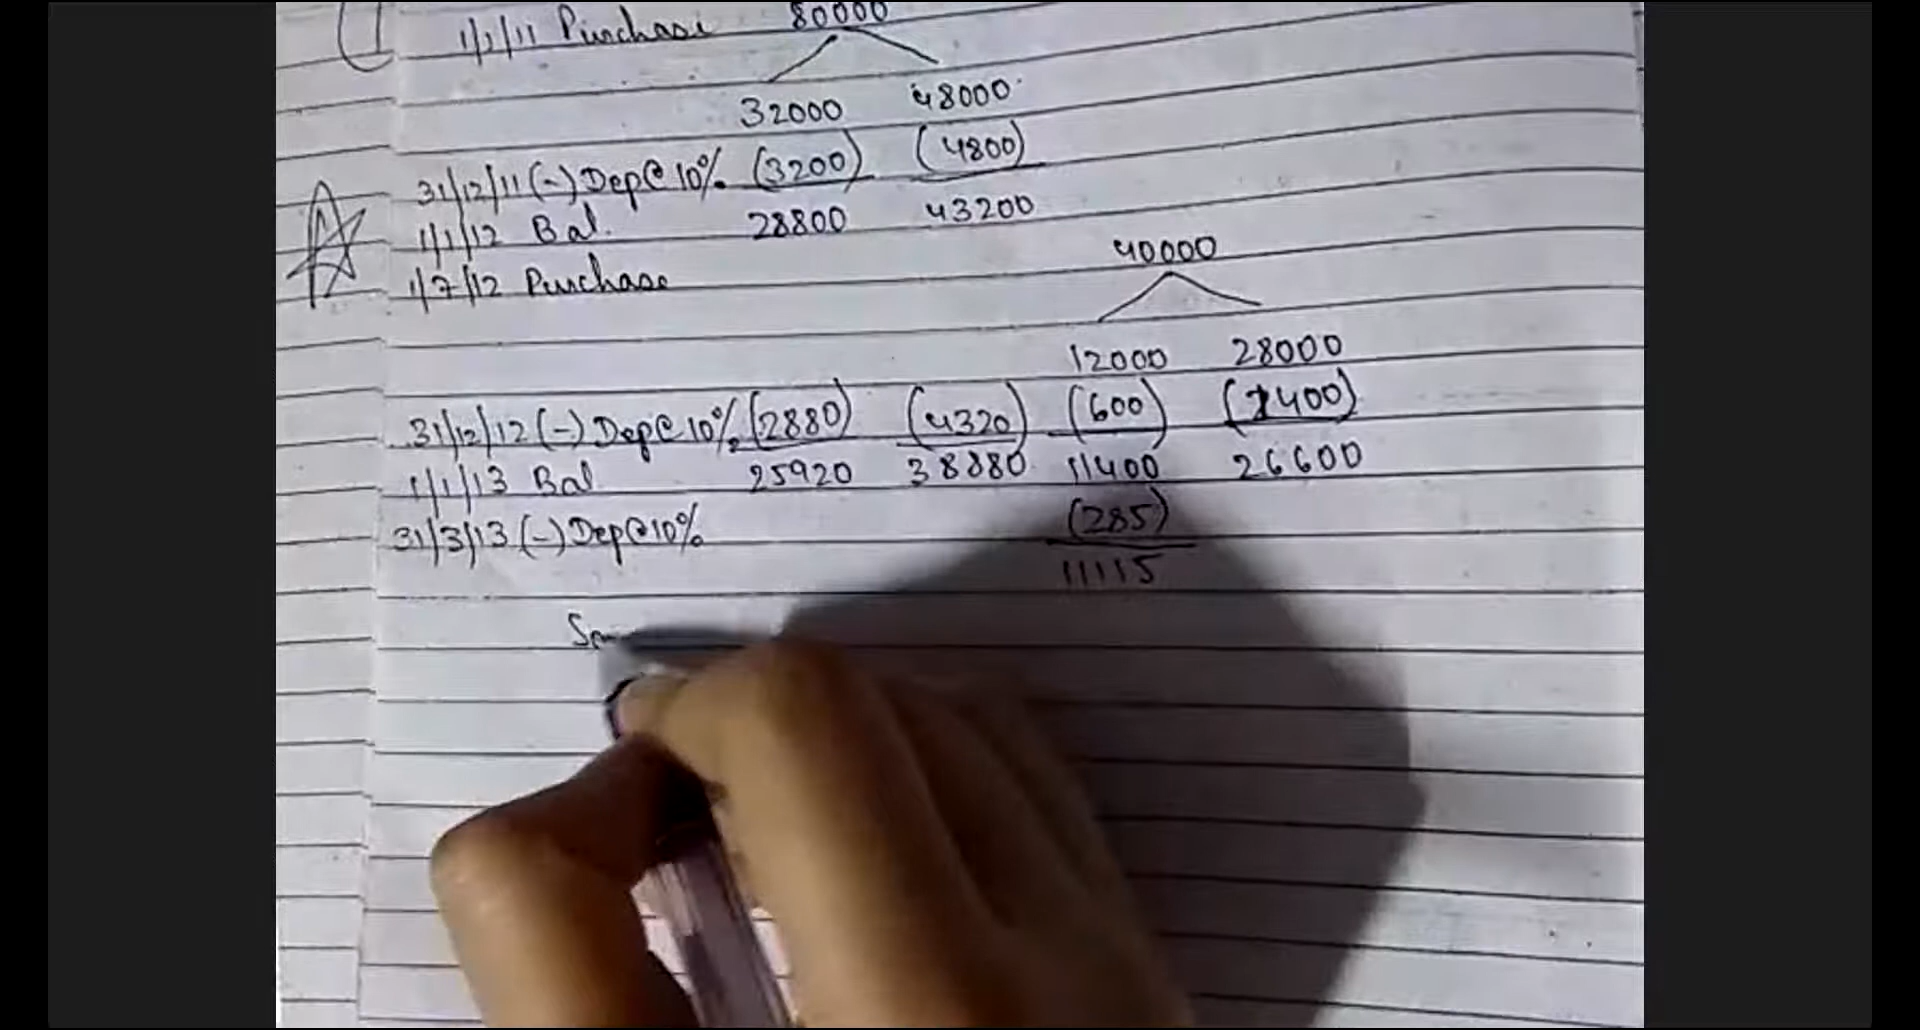 1/1/11 Purchase 80000
32000 48000
31/12/11 (-) Dep@10% (3200) (4800)
1/1/12 Bal. 28800 43200
40000
1/7/12 Purchase
12000 28000
31/12/12 (-) Dep@10% (2880) (4320) (600) (1400)
1/1/13 Bal 25920 38880 11400 26600
31/3/13 (-) Dep@10% (285)
11115